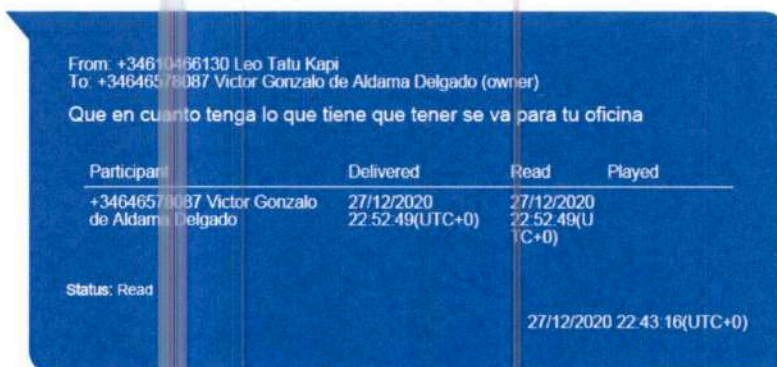 From: +34610466130 Leo Tatu Kapi
To: +34646578087 Victor Gonzalo de Aldama Delgado (owner)
Que en cuanto tenga lo que tiene que tener se va para tu oficina
Participant Delivered Read Played
+34646578087 Victor Gonzalo 27/12/2020 27/12/2020
de Aldama Delgado 22:52:49(UTC+0) 22:52:49(U
TC+0)
Status: Read
27/12/2020 22:43:16(UTC+0)